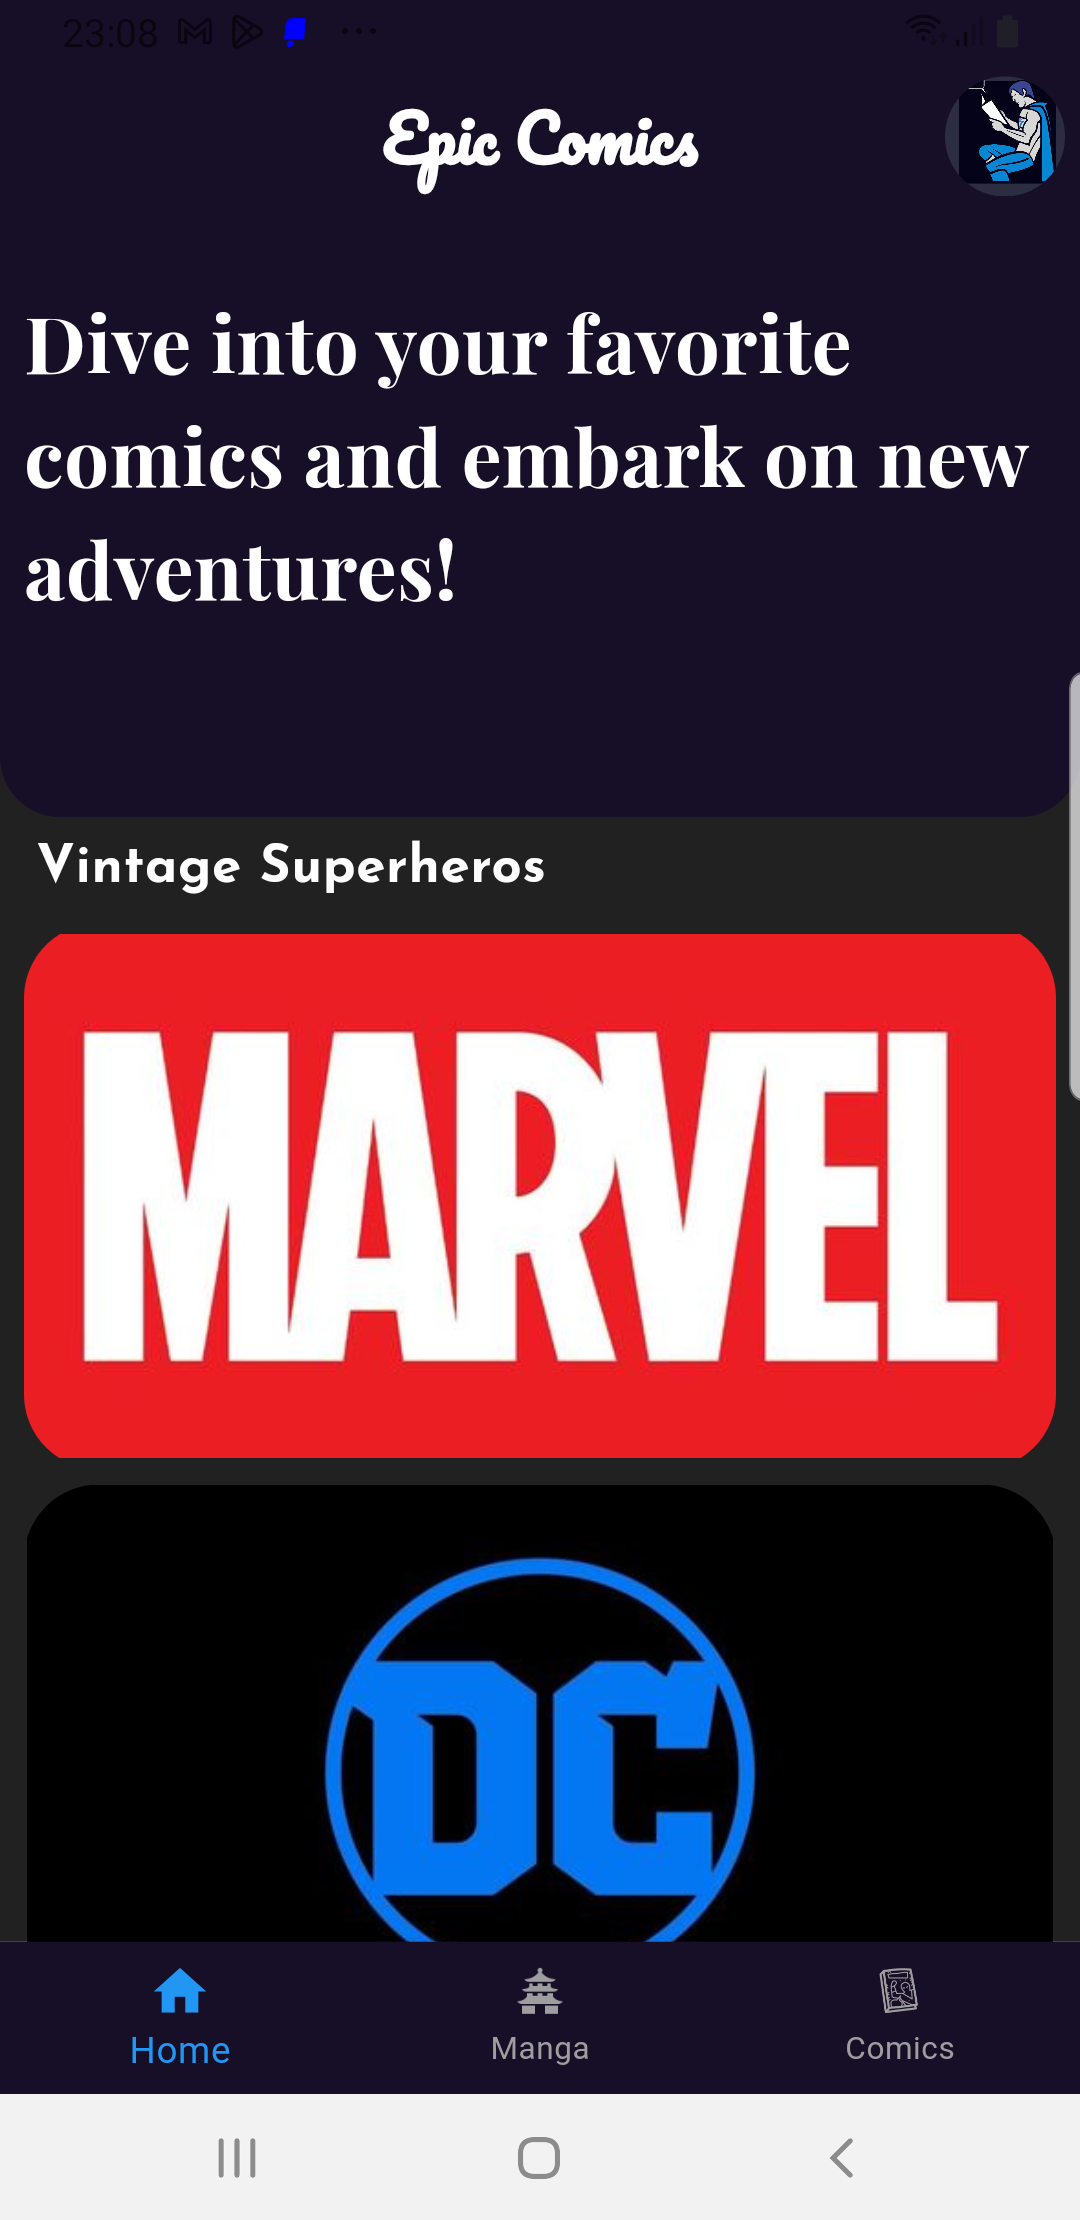 23:08
Epic Comics
Dive into your favorite
comics and embark on new
adventures!
Vintage Superheros
MARVEL
DC
Home
Manga
Comics